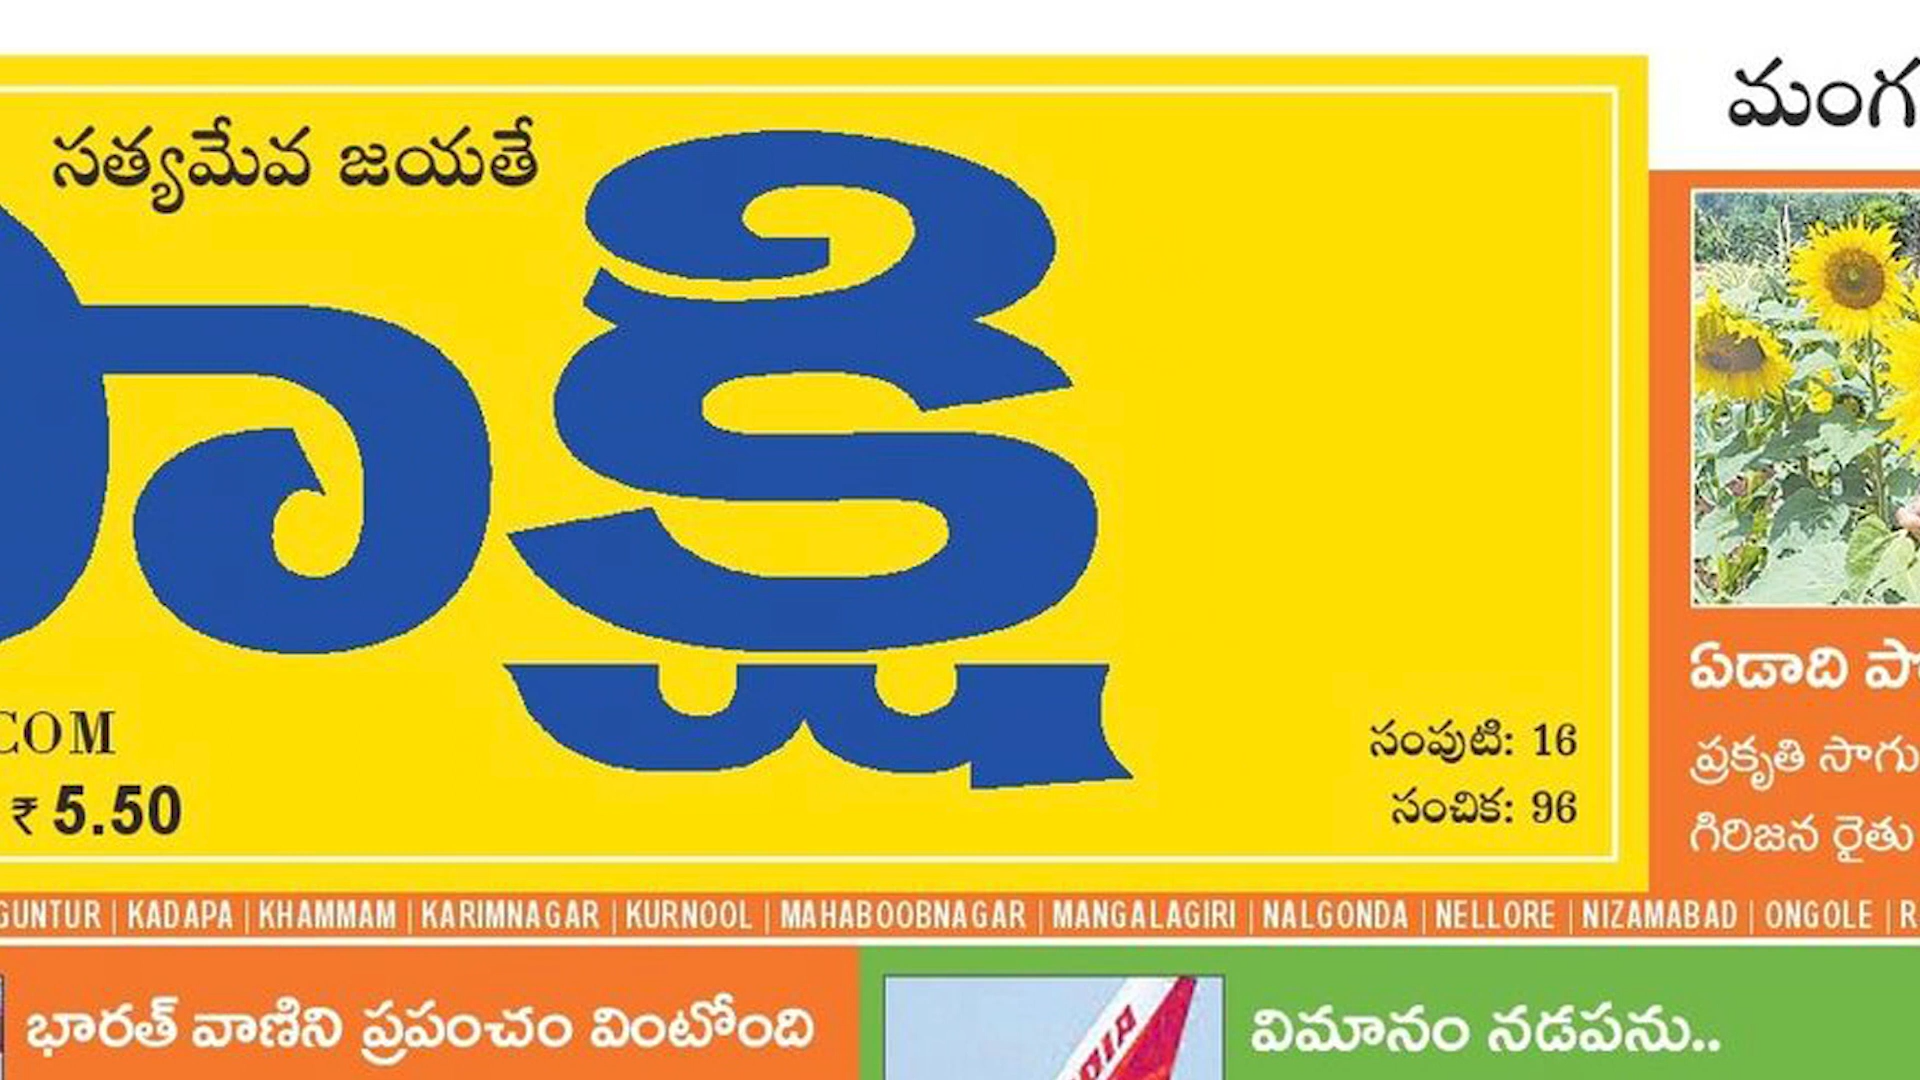 సత్యమేవ జయతే
మంగ
సాక్షి
COM
₹ 5.50
సంపుటి: 16
సంచిక: 96
ఏడాది
ప్రకృతి సాగు
గిరిజన రైతు
GUNTUR | KADAPA | KHAMMAM | KARIMNAGAR | KURNOOL | MAHABOOBNAGAR | MANGALAGIRI | NALGONDA | NELLORE | NIZAMABAD | ONGOLE | R
భారత్ వాణిని ప్రపంచం వింటోంది
విమానం నడపను..